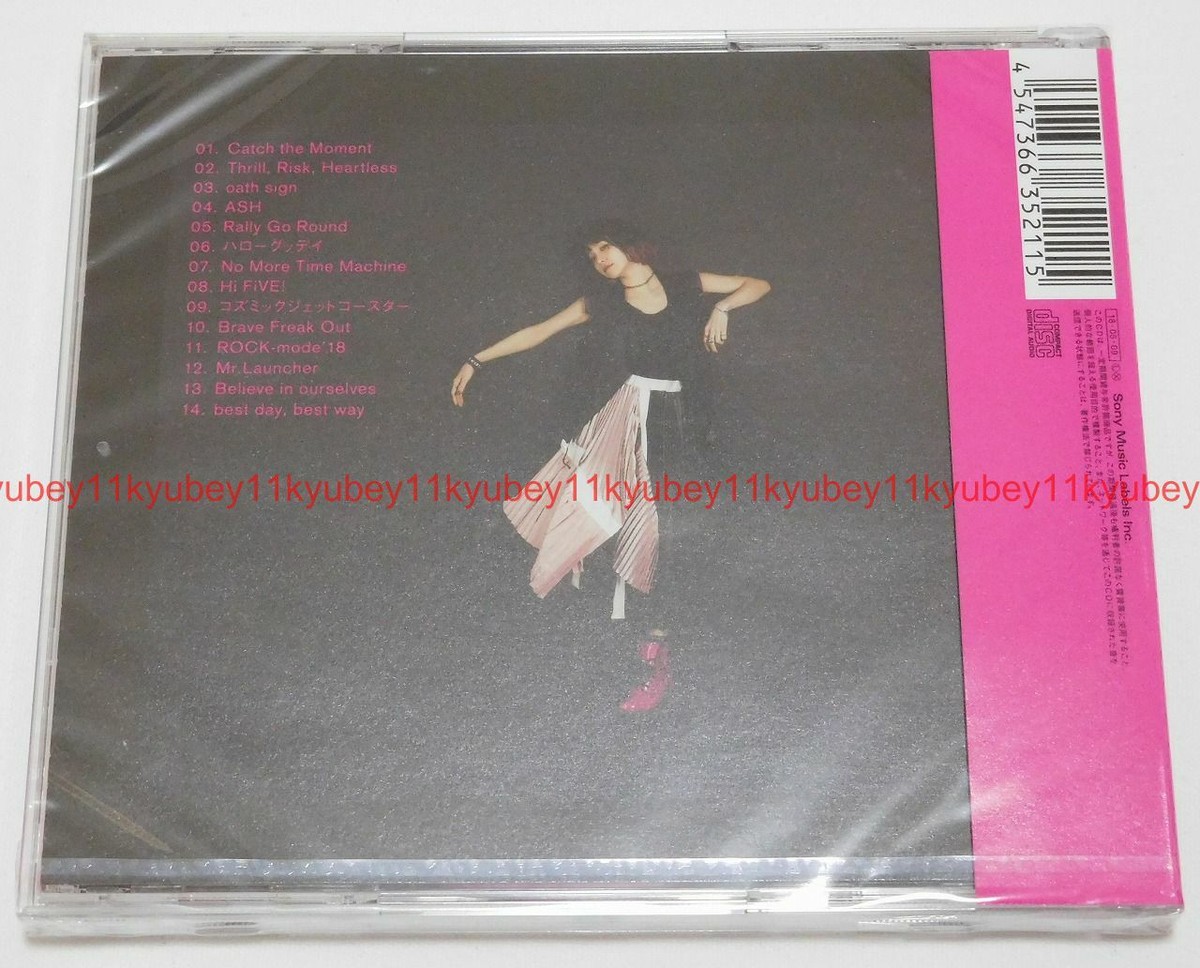 01. Catch the Moment
02. Thrill, Risk, Heartless
03. oath sign
04. ASH
05. Rally Go Round
06. ハローグッデイ
07. No More Time Machine
08. Hi FiVE!
09. コズミックジェットコースター
10. Brave Freak Out
11. ROCK-mode'18
12. Mr.Launcher
13. Believe in ourselves
14. best day, best way
4 547366 352115
COMPACT
disc
DIGITAL AUDIO
Sony Music Labels Inc.
kyubey11kyubey11kyubey11kyubey11kyubey11kyubey11kyubey